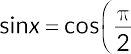 sinx = cos(π/2